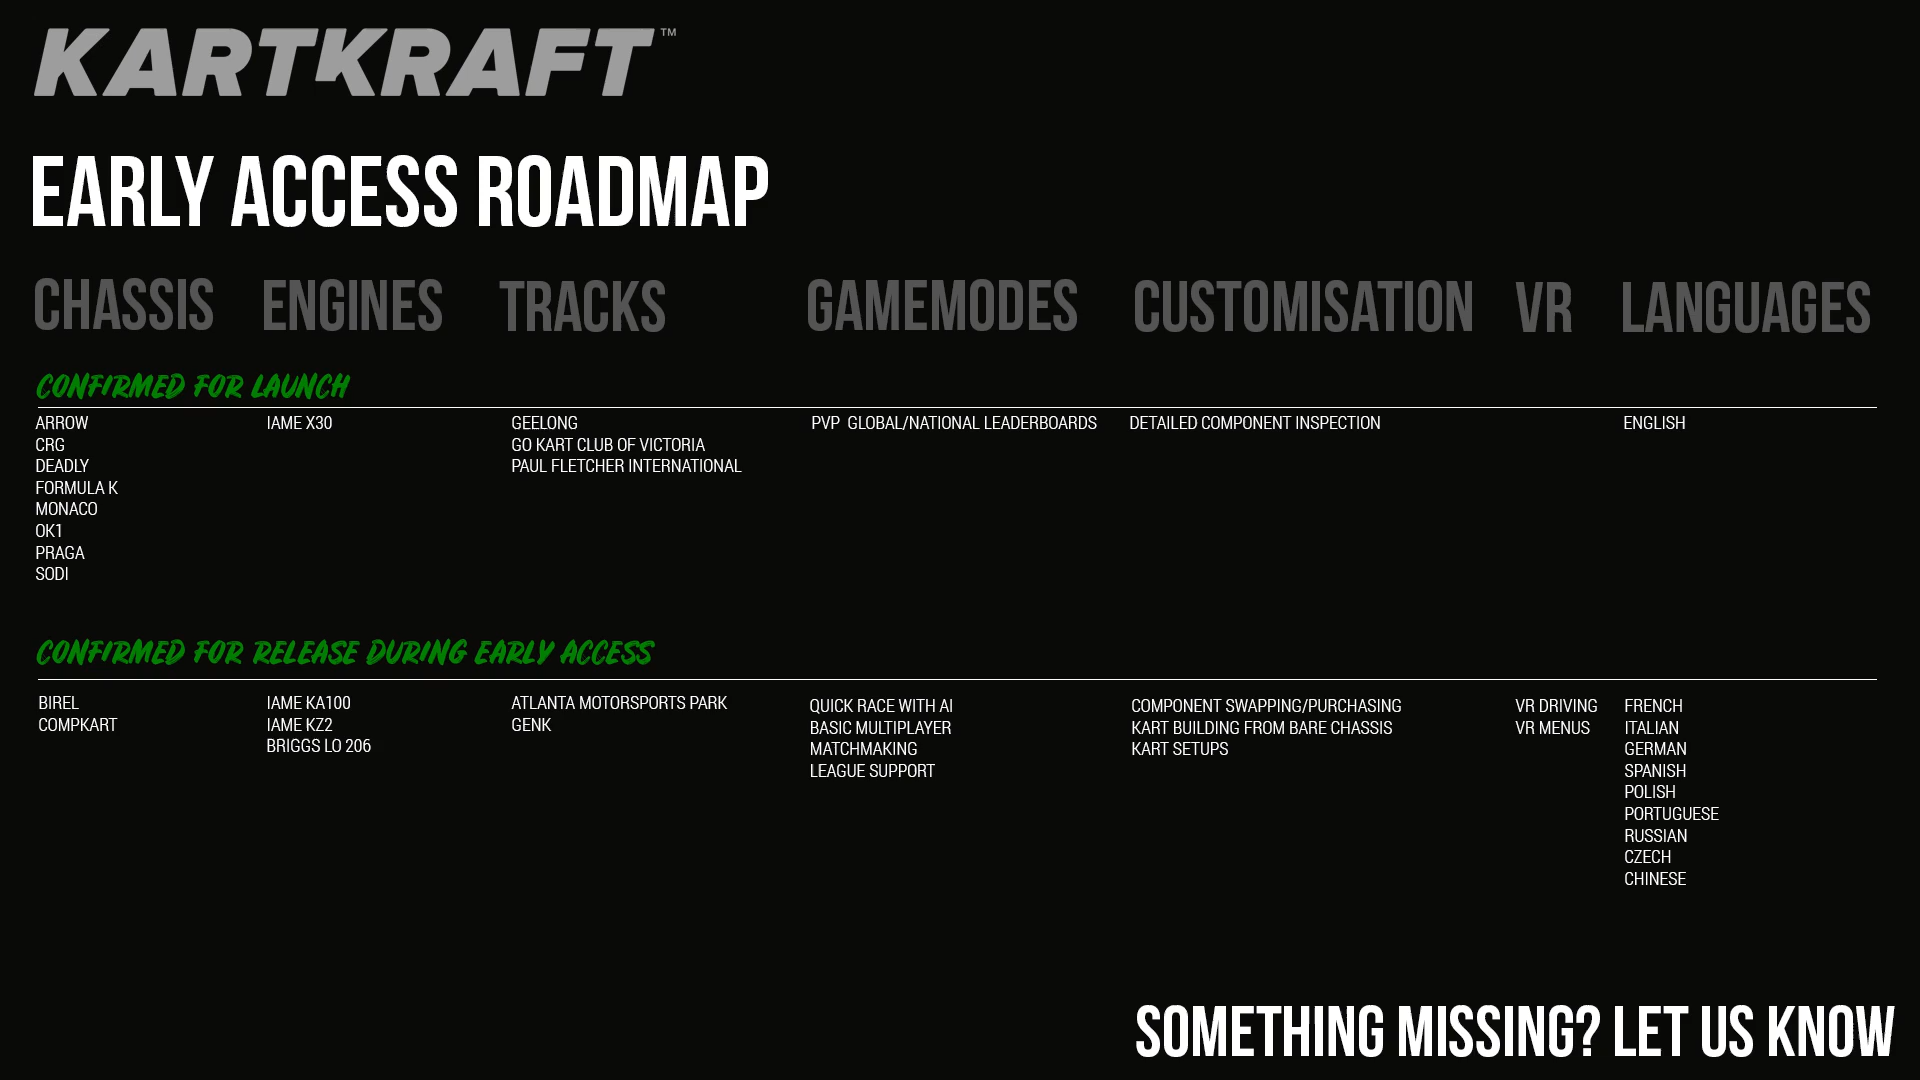 KARTKRAFT™
EARLY ACCESS ROADMAP
CHASSIS ENGINES TRACKS GAMEMODES CUSTOMISATION VR LANGUAGES
CONFIRMED FOR LAUNCH
ARROW
CRG
DEADLY
FORMULA K
MONACO
OK1
PRAGA
SODI
IAME X30
GEELONG
GO KART CLUB OF VICTORIA
PAUL FLETCHER INTERNATIONAL
PVP GLOBAL/NATIONAL LEADERBOARDS
DETAILED COMPONENT INSPECTION
ENGLISH
CONFIRMED FOR RELEASE DURING EARLY ACCESS
BIREL
COMPKART
IAME KA100
IAME KZ2
BRIGGS LO 206
ATLANTA MOTORSPORTS PARK
GENK
QUICK RACE WITH AI
BASIC MULTIPLAYER
MATCHMAKING
LEAGUE SUPPORT
COMPONENT SWAPPING/PURCHASING
KART BUILDING FROM BARE CHASSIS
KART SETUPS
VR DRIVING
VR MENUS
FRENCH
ITALIAN
GERMAN
SPANISH
POLISH
PORTUGUESE
RUSSIAN
CZECH
CHINESE
SOMETHING MISSING? LET US KNOW